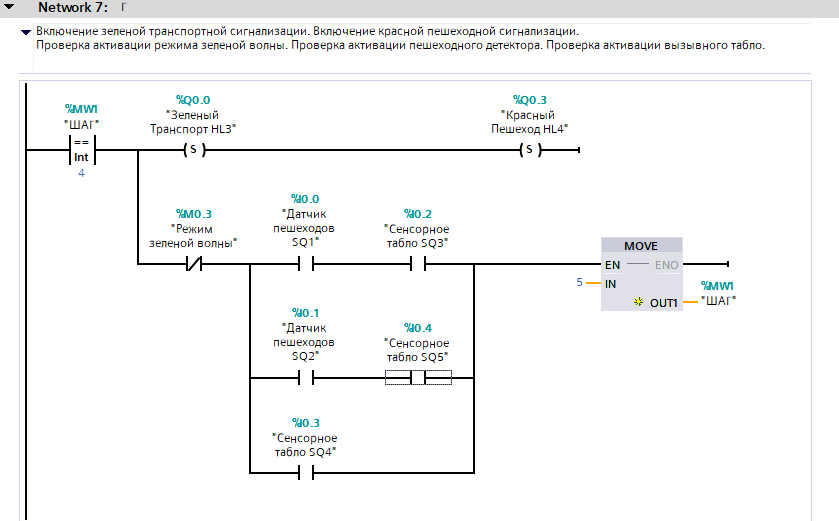 Network 7: Г
Включение зеленой транспортной сигнализации. Включение красной пешеходной сигнализации.
Проверка активации режима зеленой волны. Проверка активации пешеходного детектора. Проверка активации вызывного табло.
%MW1
"ШАГ"
==
Int
4
%Q0.0
"Зеленый
Транспорт HL3"
S
%Q0.3
"Красный
Пешеход HL4"
S
%M0.3
"Режим
зеленой волны"
%I0.0
"Датчик
пешеходов
SQ1"
%I0.2
"Сенсорное
табло SQ3"
MOVE
EN
ENO
5
IN
OUT1
%MW1
"ШАГ"
%I0.1
"Датчик
пешеходов
SQ2"
%I0.4
"Сенсорное
табло SQ5"
%I0.3
"Сенсорное
табло SQ4"